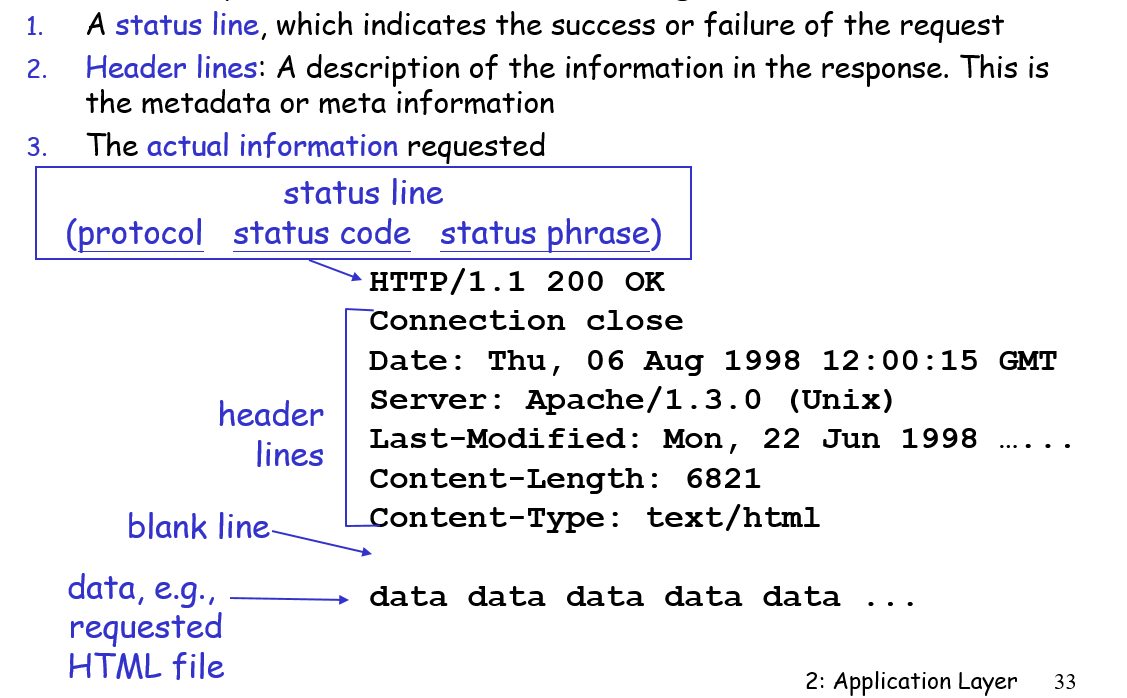 1. A status line, which indicates the success or failure of the request
2. Header lines: A description of the information in the response. This is
the metadata or meta information
3. The actual information requested
status line
(protocol status code status phrase)
HTTP/1.1 200 OK
Connection close
Date: Thu, 06 Aug 1998 12:00:15 GMT
Server: Apache/1.3.0 (Unix)
header
lines
Last-Modified: Mon, 22 Jun 1998 …...
Content-Length: 6821
Content-Type: text/html
blank line
data, e.g.,
requested
HTML file
data data data data data ...
2: Application Layer 33